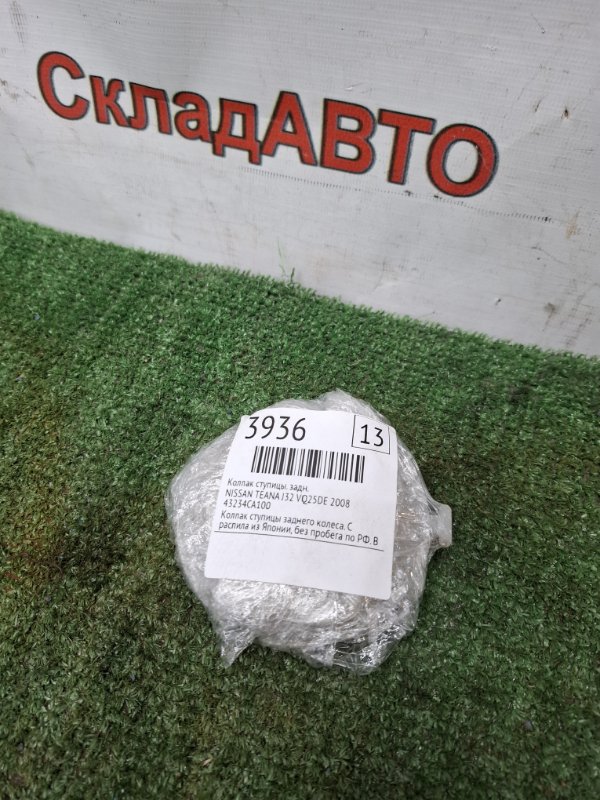 СкладАВТО
3936 13
Колпак ступицы. задн.
NISSAN TEANA J32 VQ25DE 2008
43234CA100
Колпак ступицы заднего колеса. С
распила из Японии, без пробега по РФ. В